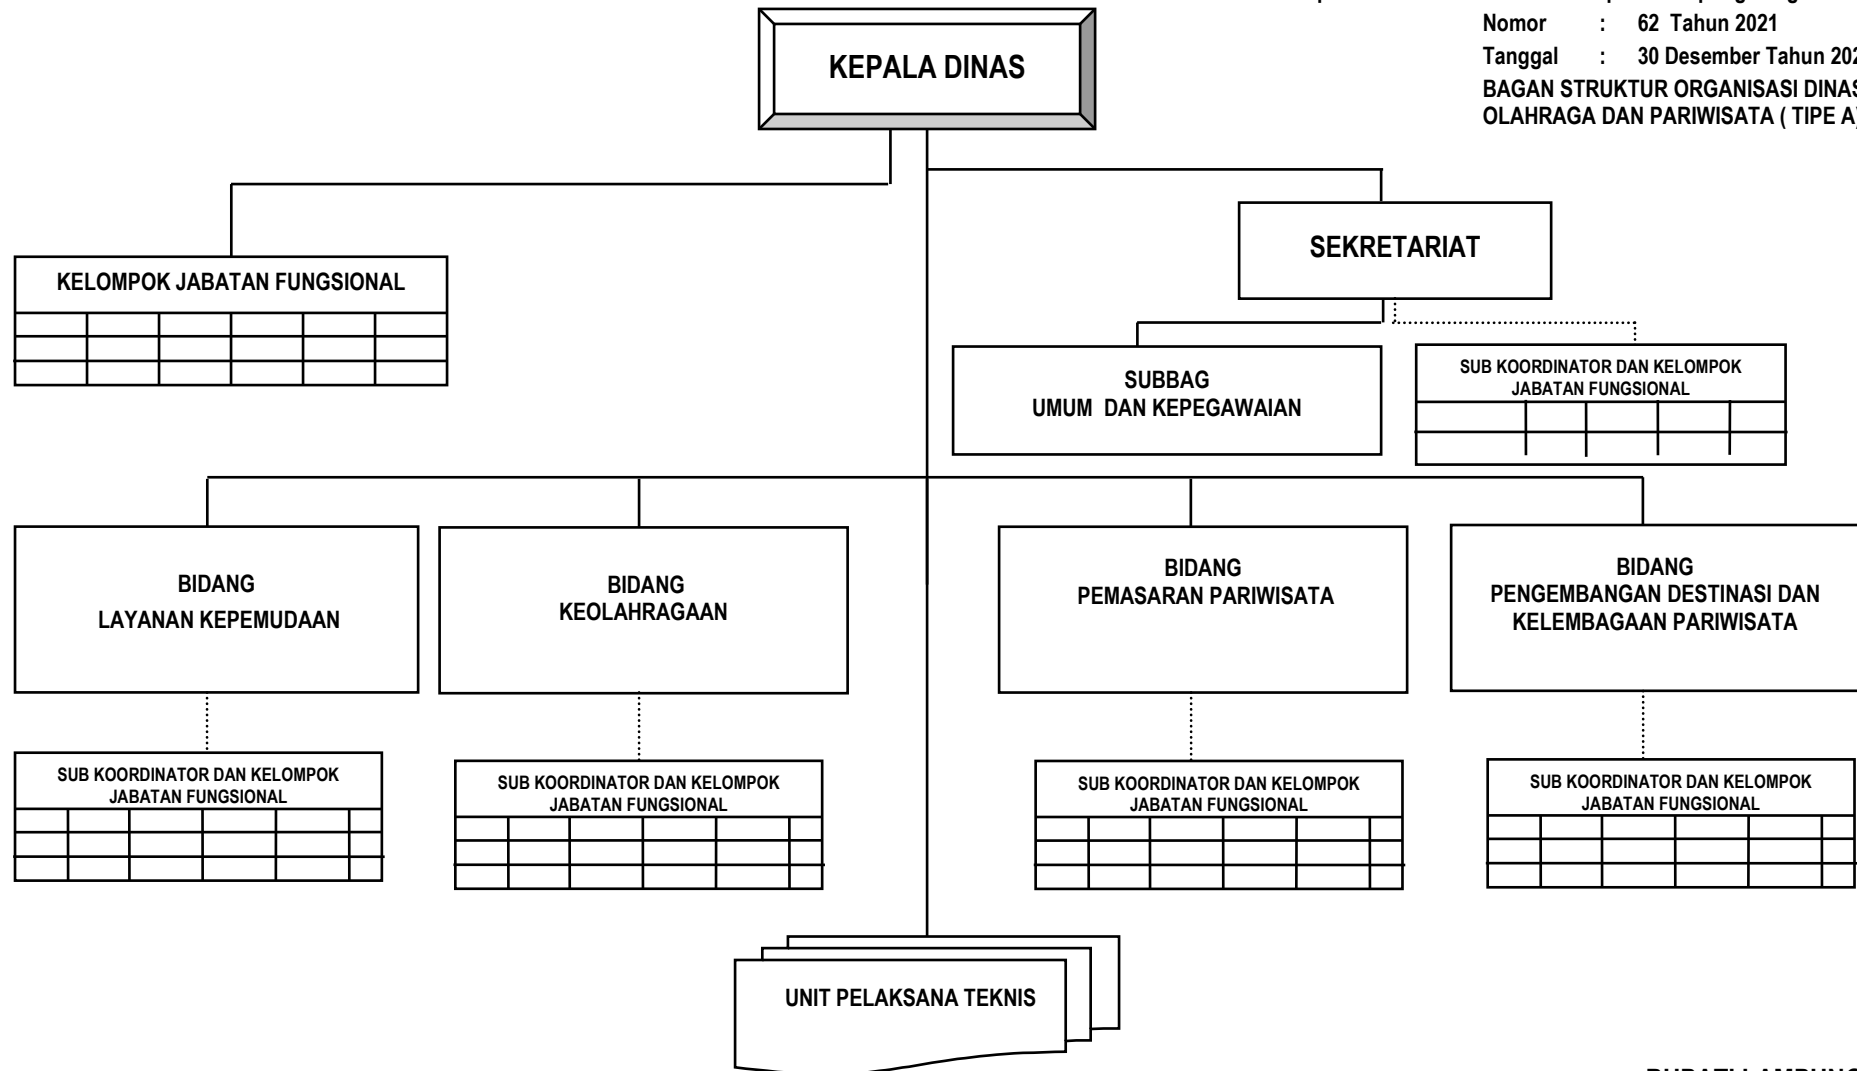 Nomor : 62 Tahun 2021
Tanggal : 30 Desember Tahun
BAGAN STRUKTUR ORGANISASI DINAS
OLAHRAGA DAN PARIWISATA ( TIPE A)
KEPALA DINAS
SEKRETARIAT
KELOMPOK JABATAN FUNGSIONAL
SUBBAG
UMUM DAN KEPEGAWAIAN
SUB KOORDINATOR DAN KELOMPOK
JABATAN FUNGSIONAL
BIDANG
LAYANAN KEPEMUDAAN
BIDANG
KEOLAHRAGAAN
BIDANG
PEMASARAN PARIWISATA
BIDANG
PENGEMBANGAN DESTINASI DAN
KELEMBAGAAN PARIWISATA
SUB KOORDINATOR DAN KELOMPOK
JABATAN FUNGSIONAL
SUB KOORDINATOR DAN KELOMPOK
JABATAN FUNGSIONAL
SUB KOORDINATOR DAN KELOMPOK
JABATAN FUNGSIONAL
SUB KOORDINATOR DAN KELOMPOK
JABATAN FUNGSIONAL
UNIT PELAKSANA TEKNIS